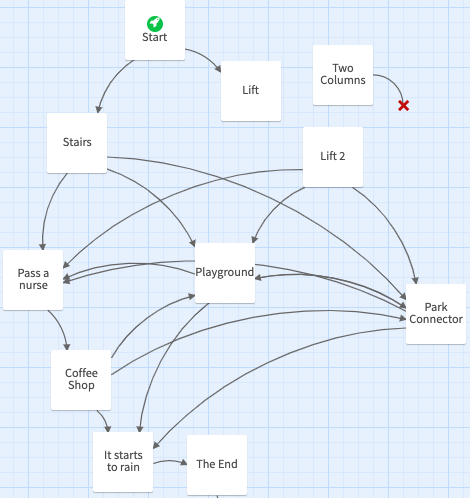 Start
Two
Columns
Lift
Stairs
Lift 2
Pass a
nurse
Playground
Park
Connector
Coffee
Shop
It starts
to rain
The End